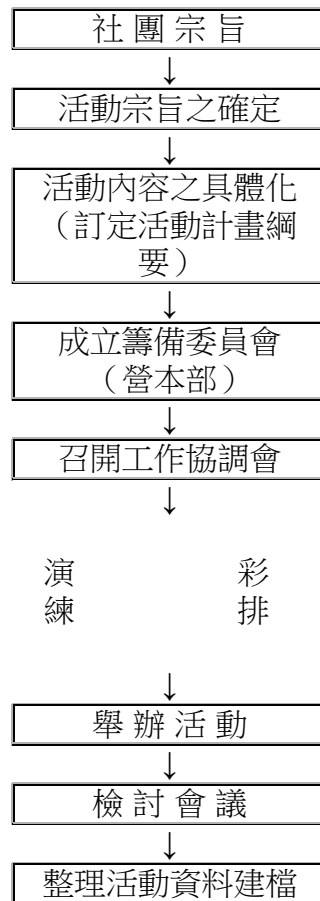 社 團 宗 旨
↓
活動宗旨之確定
↓
活動內容之具體化
（訂定活動計畫綱
要）
↓
成立籌備委員會
（營本部）
↓
召開工作協調會
↓
演 彩
練 排
↓
舉 辦 活 動
↓
檢 討 會 議
↓
整理活動資料建檔